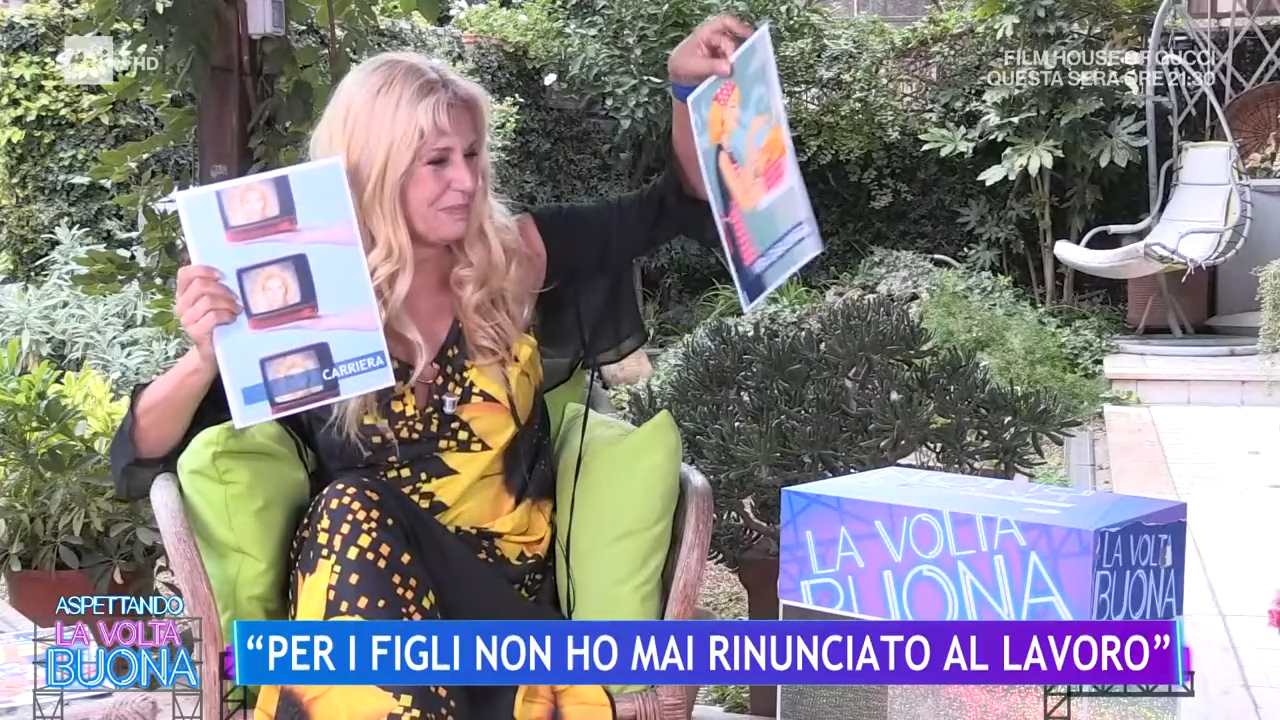 HD
FILM HOUSE OF GUCCI
QUESTA SERA ORE 21:30
CARRIERA
LA VOLTA
BUONA
LA VOLTA
BUONA
ASPETTANDO
LA VOLTA
BUONA
“PER I FIGLI NON HO MAI RINUNCIATO AL LAVORO”